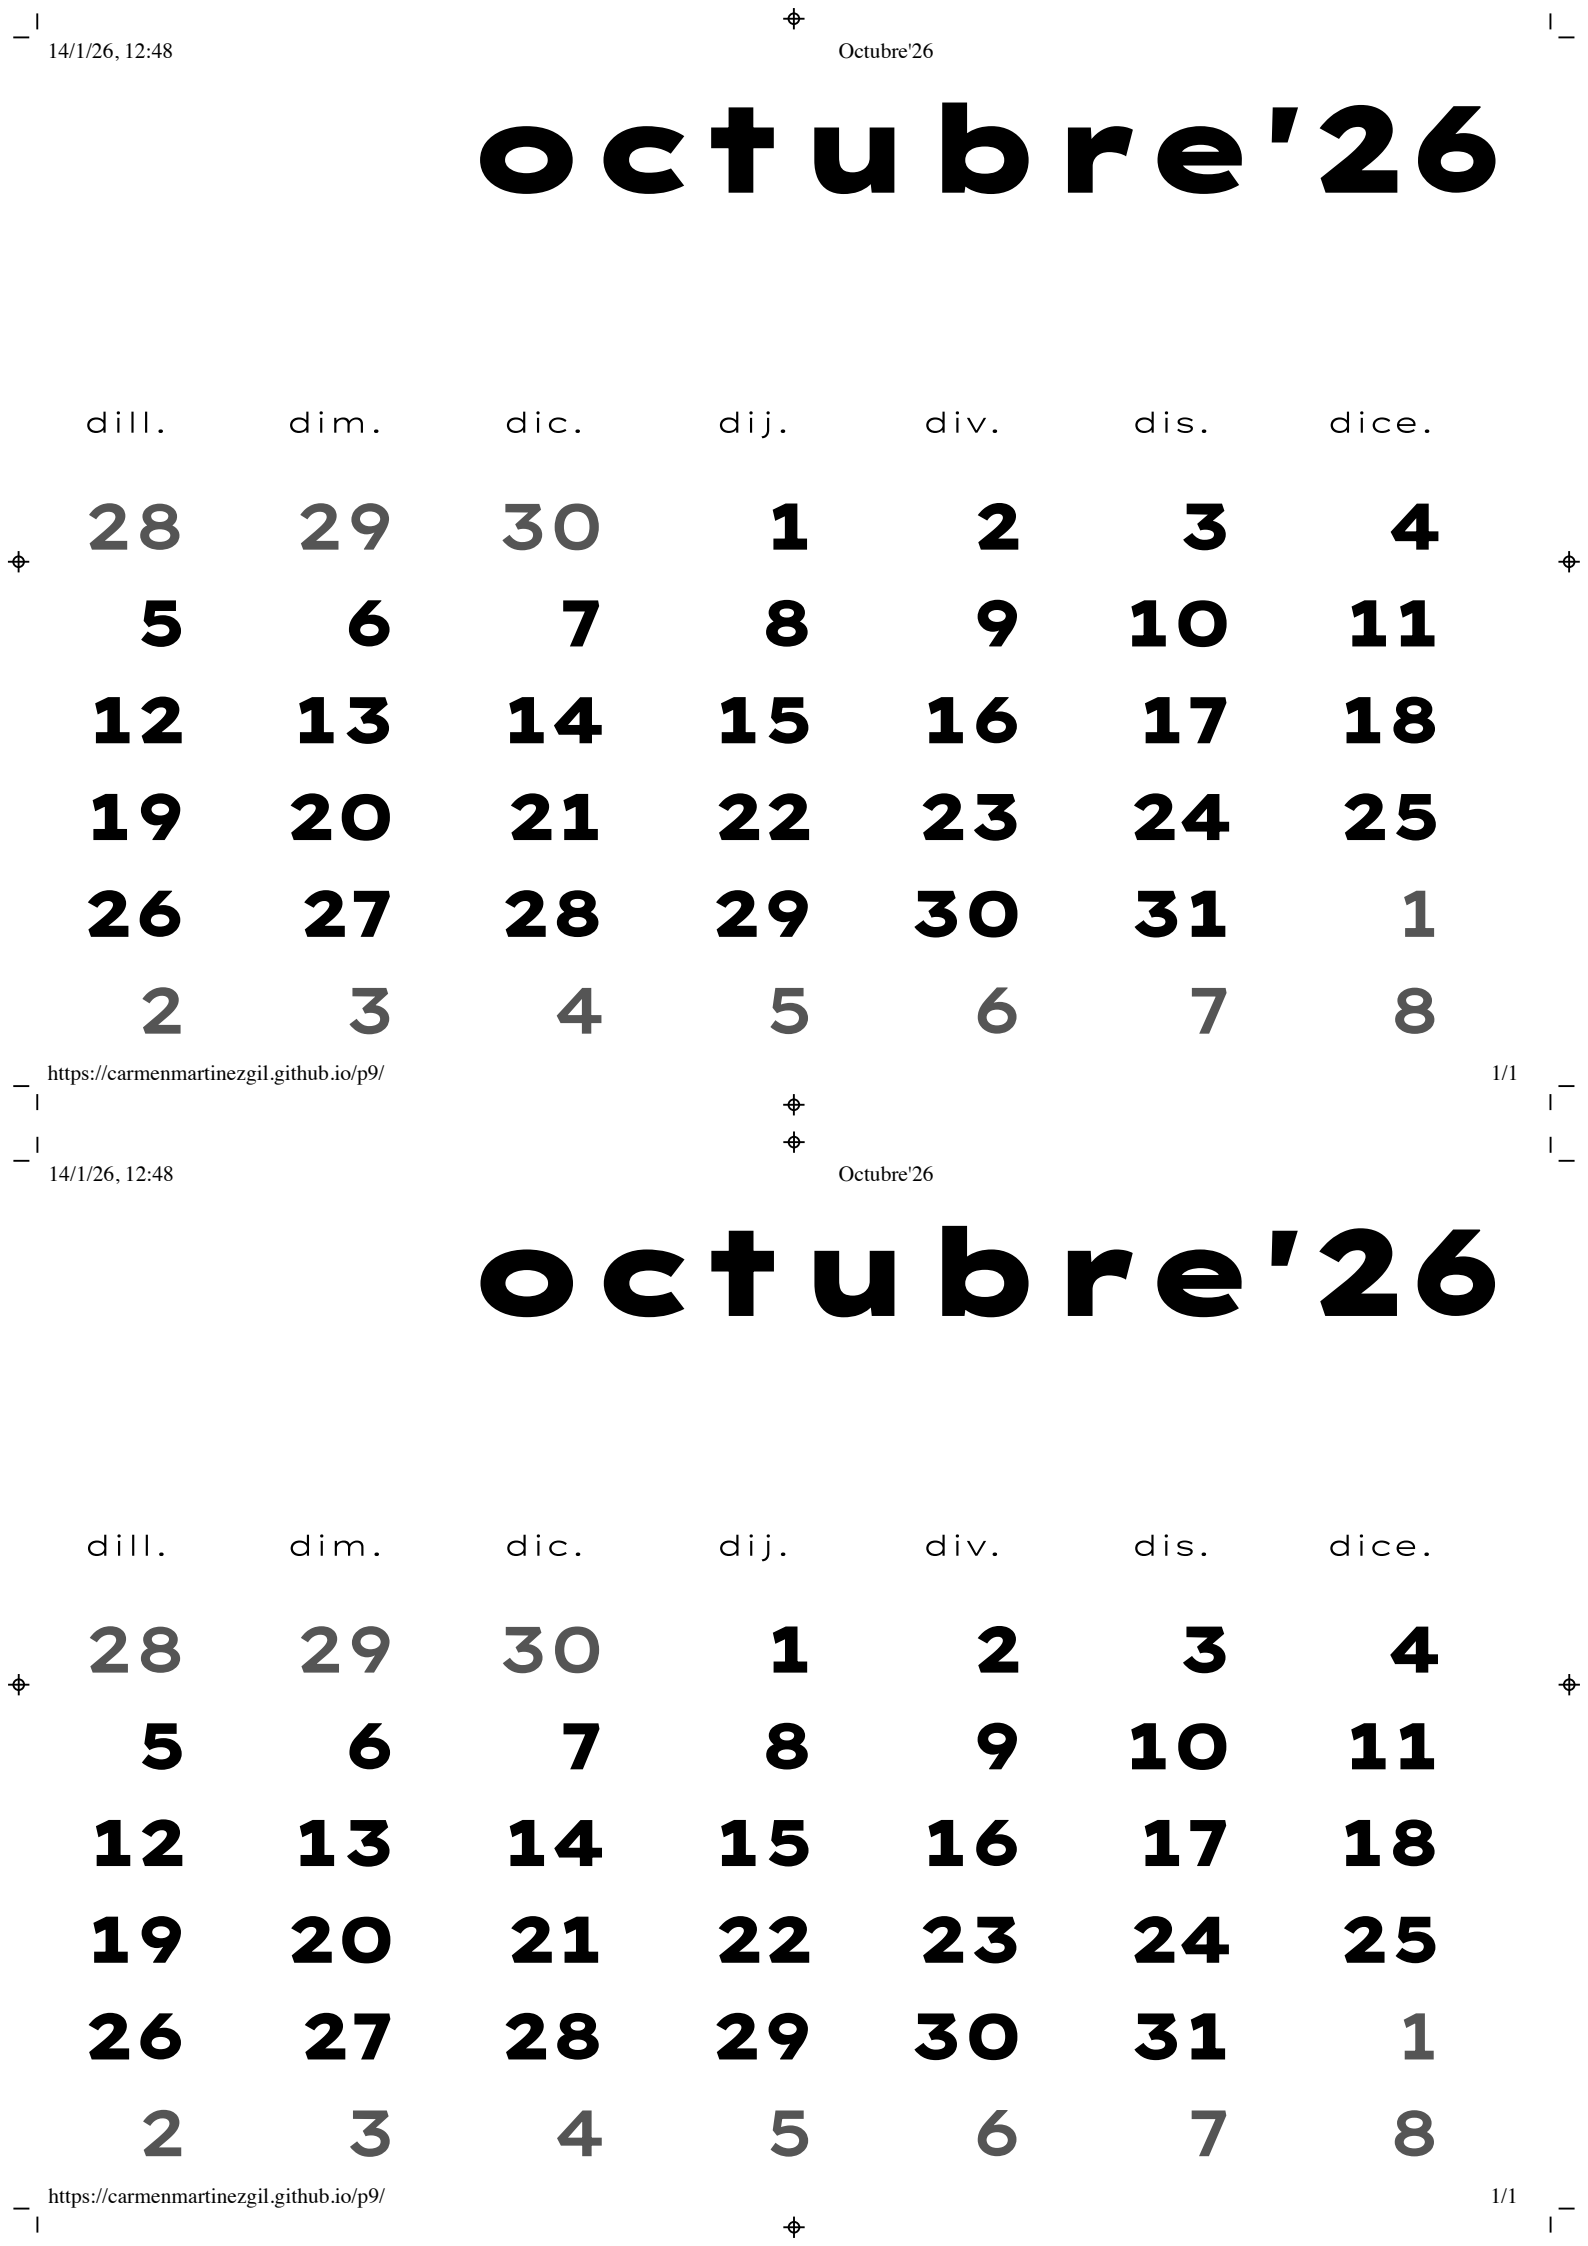 14/1/26, 12:48 Octubre'26
octubre'26
dill. dim. dic. dij. div. dis. dice.
28 29 30 1 2 3 4
5 6 7 8 9 10 11
12 13 14 15 16 17 18
19 20 21 22 23 24 25
26 27 28 29 30 31 1
2 3 4 5 6 7 8
https://carmenmartinezgil.github.io/p9/ 1/1
14/1/26, 12:48 Octubre'26
octubre'26
dill. dim. dic. dij. div. dis. dice.
28 29 30 1 2 3 4
5 6 7 8 9 10 11
12 13 14 15 16 17 18
19 20 21 22 23 24 25
26 27 28 29 30 31 1
2 3 4 5 6 7 8
https://carmenmartinezgil.github.io/p9/ 1/1